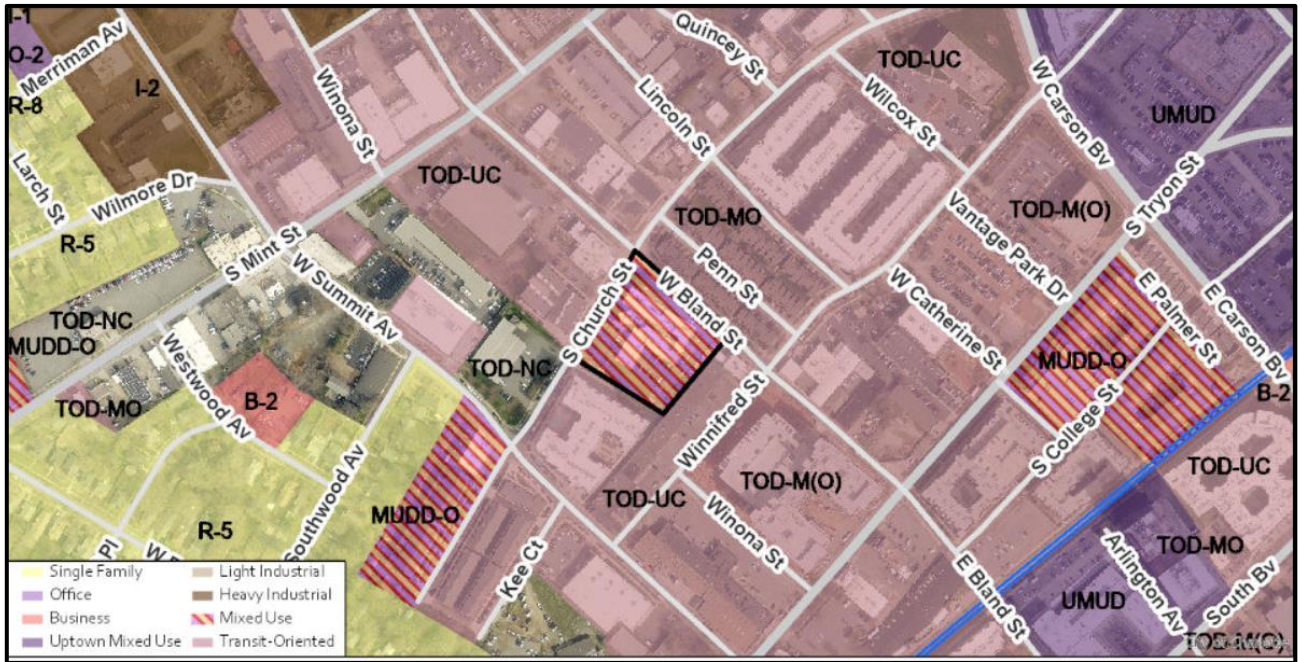 I-1
O-2
Merriman Av
R-8
I-2
Winona St
Quincey St
TOD-UC
W Carson Bv
UMUD
Lincoln St
Wilcox St
S Tryon St
Larch St
Wilmore Dr
TOD-UC
R-5
S Mint St
TOD-MO
TOD-M(O)
Vantage Park Dr
W Summit Av
S Church St
W Bland St
Penn St
W Catherine St
E Palmer St
E Carson Bv
TOD-NC
MUDD-O
Westwood Av
TOD-NC
MUDD-O
B-2
TOD-MO
B-2
Winnifred St
S College St
Southwood Av
TOD-UC
TOD-M(O)
TOD-UC
MUDD-O
R-5
Winona St
Kee Ct
E Bland St
TOD-MO
Arlington Av
UMUD
South Bv
TOD-M(O)
Pl
Single Family
Light Industrial
Office
Heavy Industrial
Business
Mixed Use
Uptown Mixed Use
Transit-Oriented